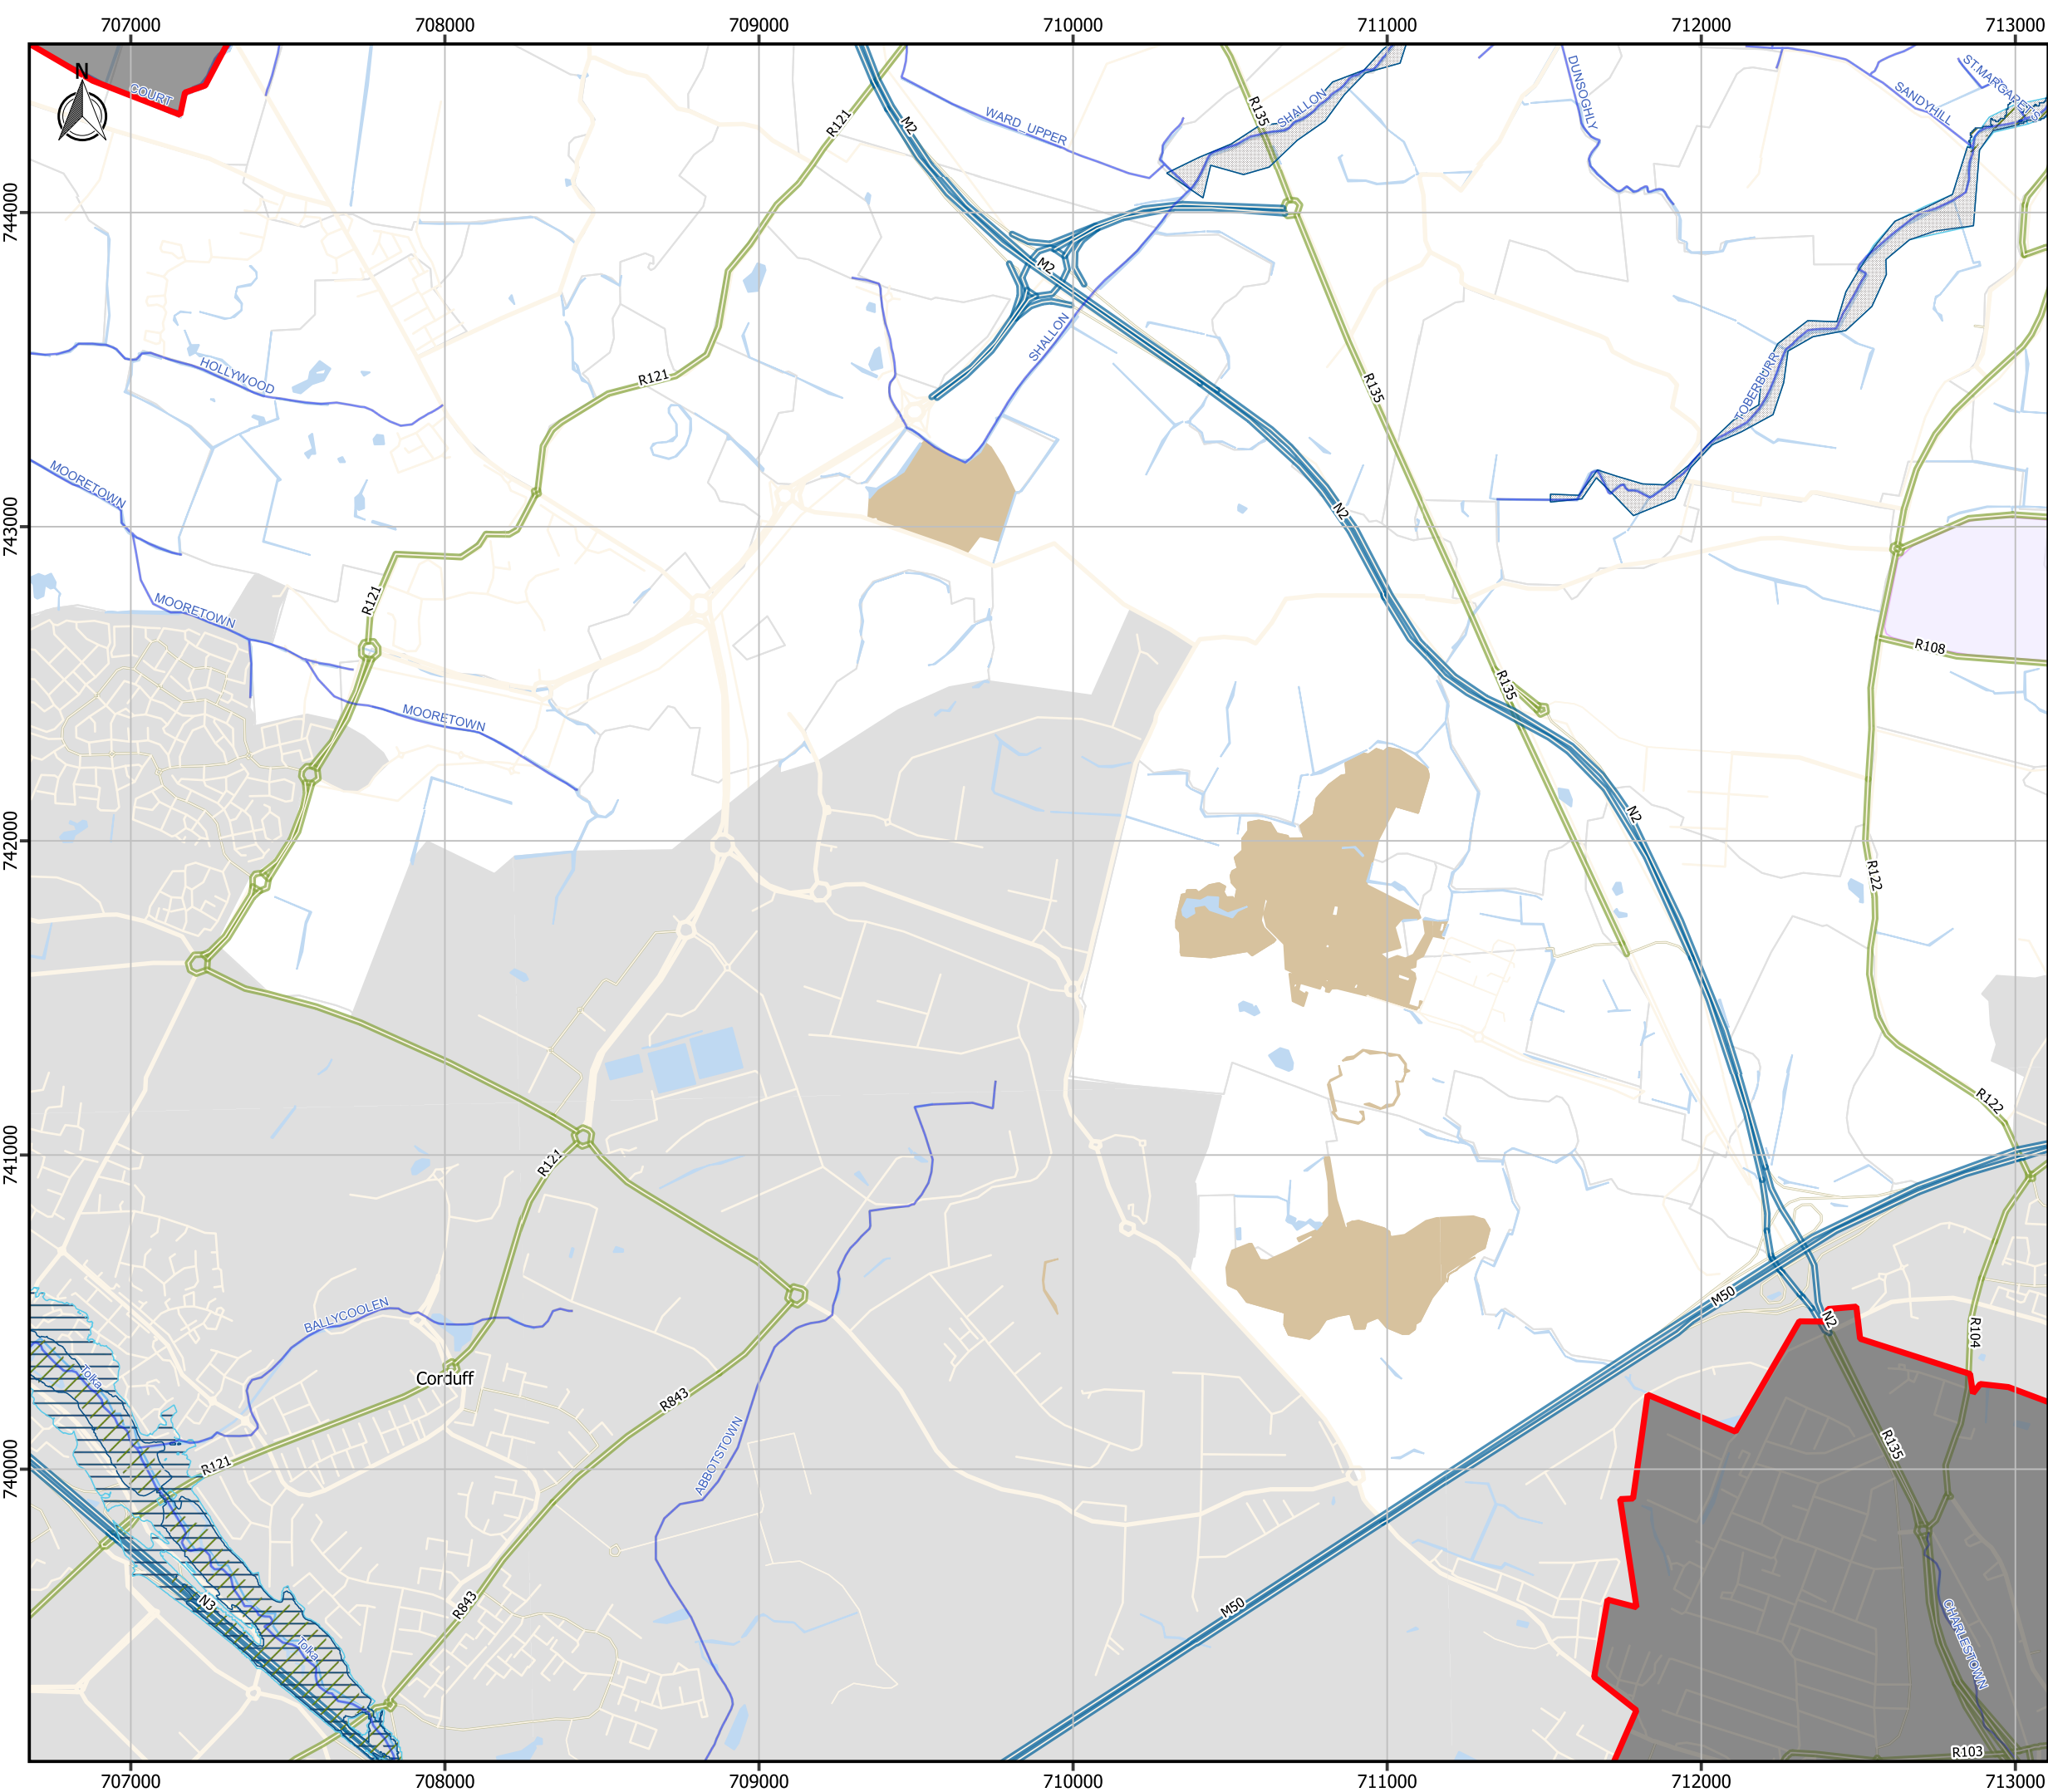 707000 708000 709000 710000 711000 712000 713000
N
COURT
R121
M2
WARD_UPPER
R135
SHALLON
DUNSOGHLY
SANDYHILL
ST.MARGARET'S
744000
M2
SHALLON
HOLLYWOOD
R121
R135
TOBERBURR
MOORETOWN
743000
N2
R121
MOORETOWN
R108
R135
MOORETOWN
N2
742000
R122
R122
741000
R121
M50
N2
BALLYCOOLEN
R104
Tolka
Corduff
R843
R135
ABBOTSTOWN
R121
740000
N3
R843
M50
CHARLESTOWN
Tolka
R103
707000 708000 709000 710000 711000 712000 713000